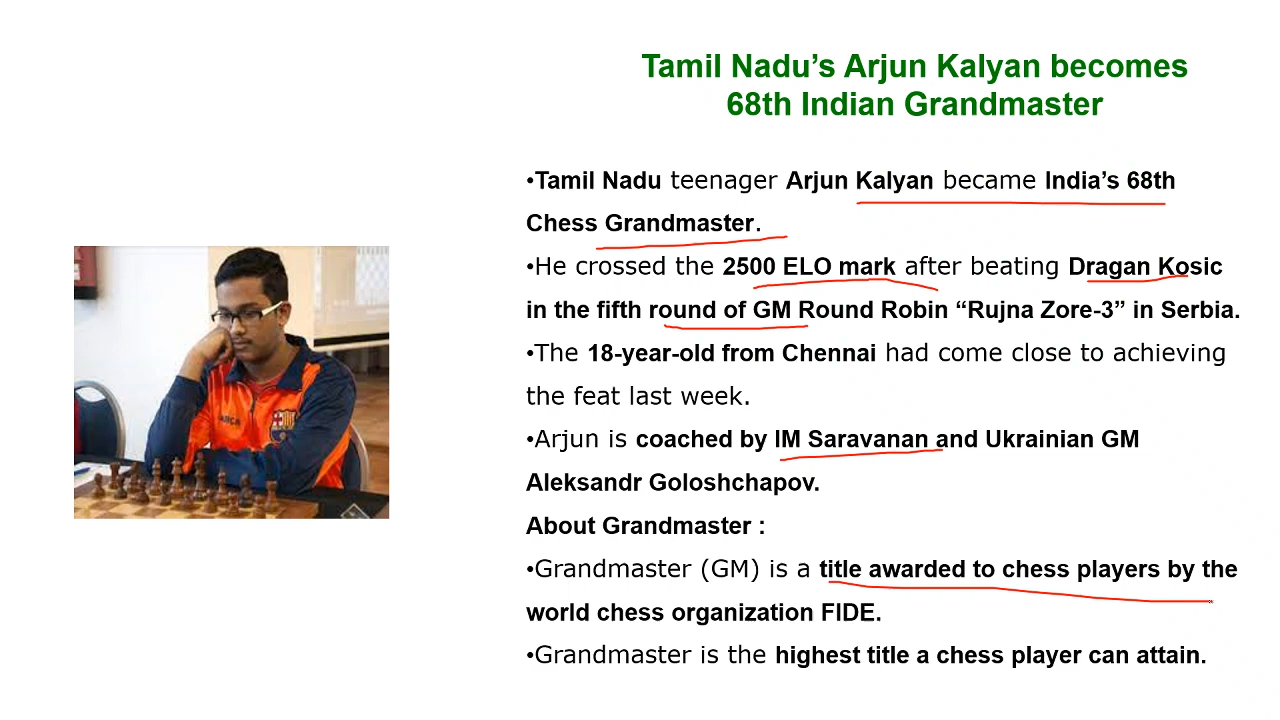 Tamil Nadu’s Arjun Kalyan becomes
68th Indian Grandmaster
•Tamil Nadu teenager Arjun Kalyan became India’s 68th
Chess Grandmaster.
•He crossed the 2500 ELO mark after beating Dragan Kosic
in the fifth round of GM Round Robin “Rujna Zore-3” in Serbia.
•The 18-year-old from Chennai had come close to achieving
the feat last week.
•Arjun is coached by IM Saravanan and Ukrainian GM
Aleksandr Goloshchapov.
About Grandmaster :
•Grandmaster (GM) is a title awarded to chess players by the
world chess organization FIDE.
•Grandmaster is the highest title a chess player can attain.